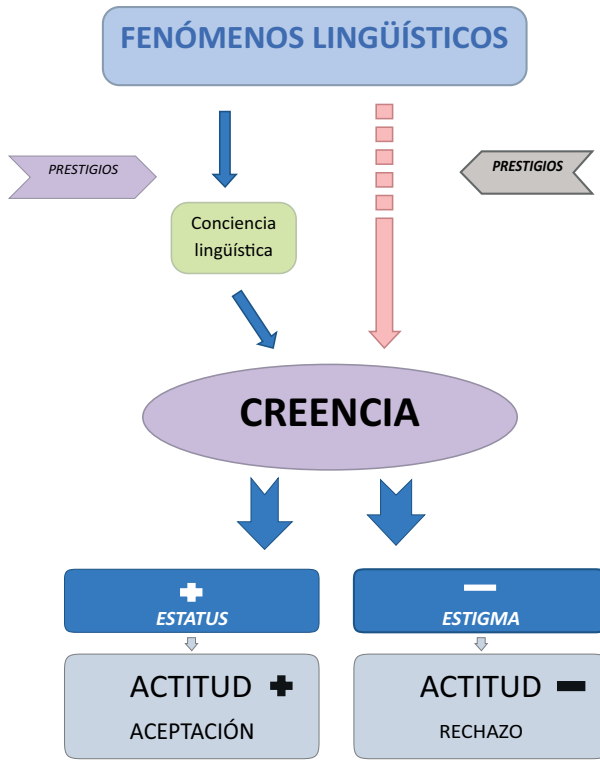 FENÓMENOS LINGÜÍSTICOS
PRESTIGIOS
PRESTIGIOS
Conciencia
lingüística
CREENCIA
ESTATUS
ESTIGMA
ACTITUD
ACEPTACIÓN
ACTITUD
RECHAZO